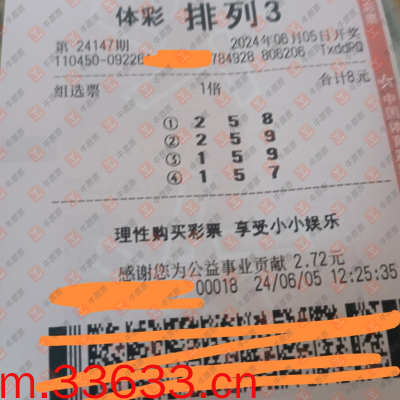 体彩 排列3
第 24147期 2024年06月05日开奖
110450-09226 784928 806206 TxddRQ
组选票 1倍 合计8元
① 2 5 8
② 2 5 9
③ 1 5 9
④ 1 5 7
理性购买彩票 享受小小娱乐
感谢您为公益事业贡献 2.72元
00018 24/06/05 12:25:35
m.33633.cn